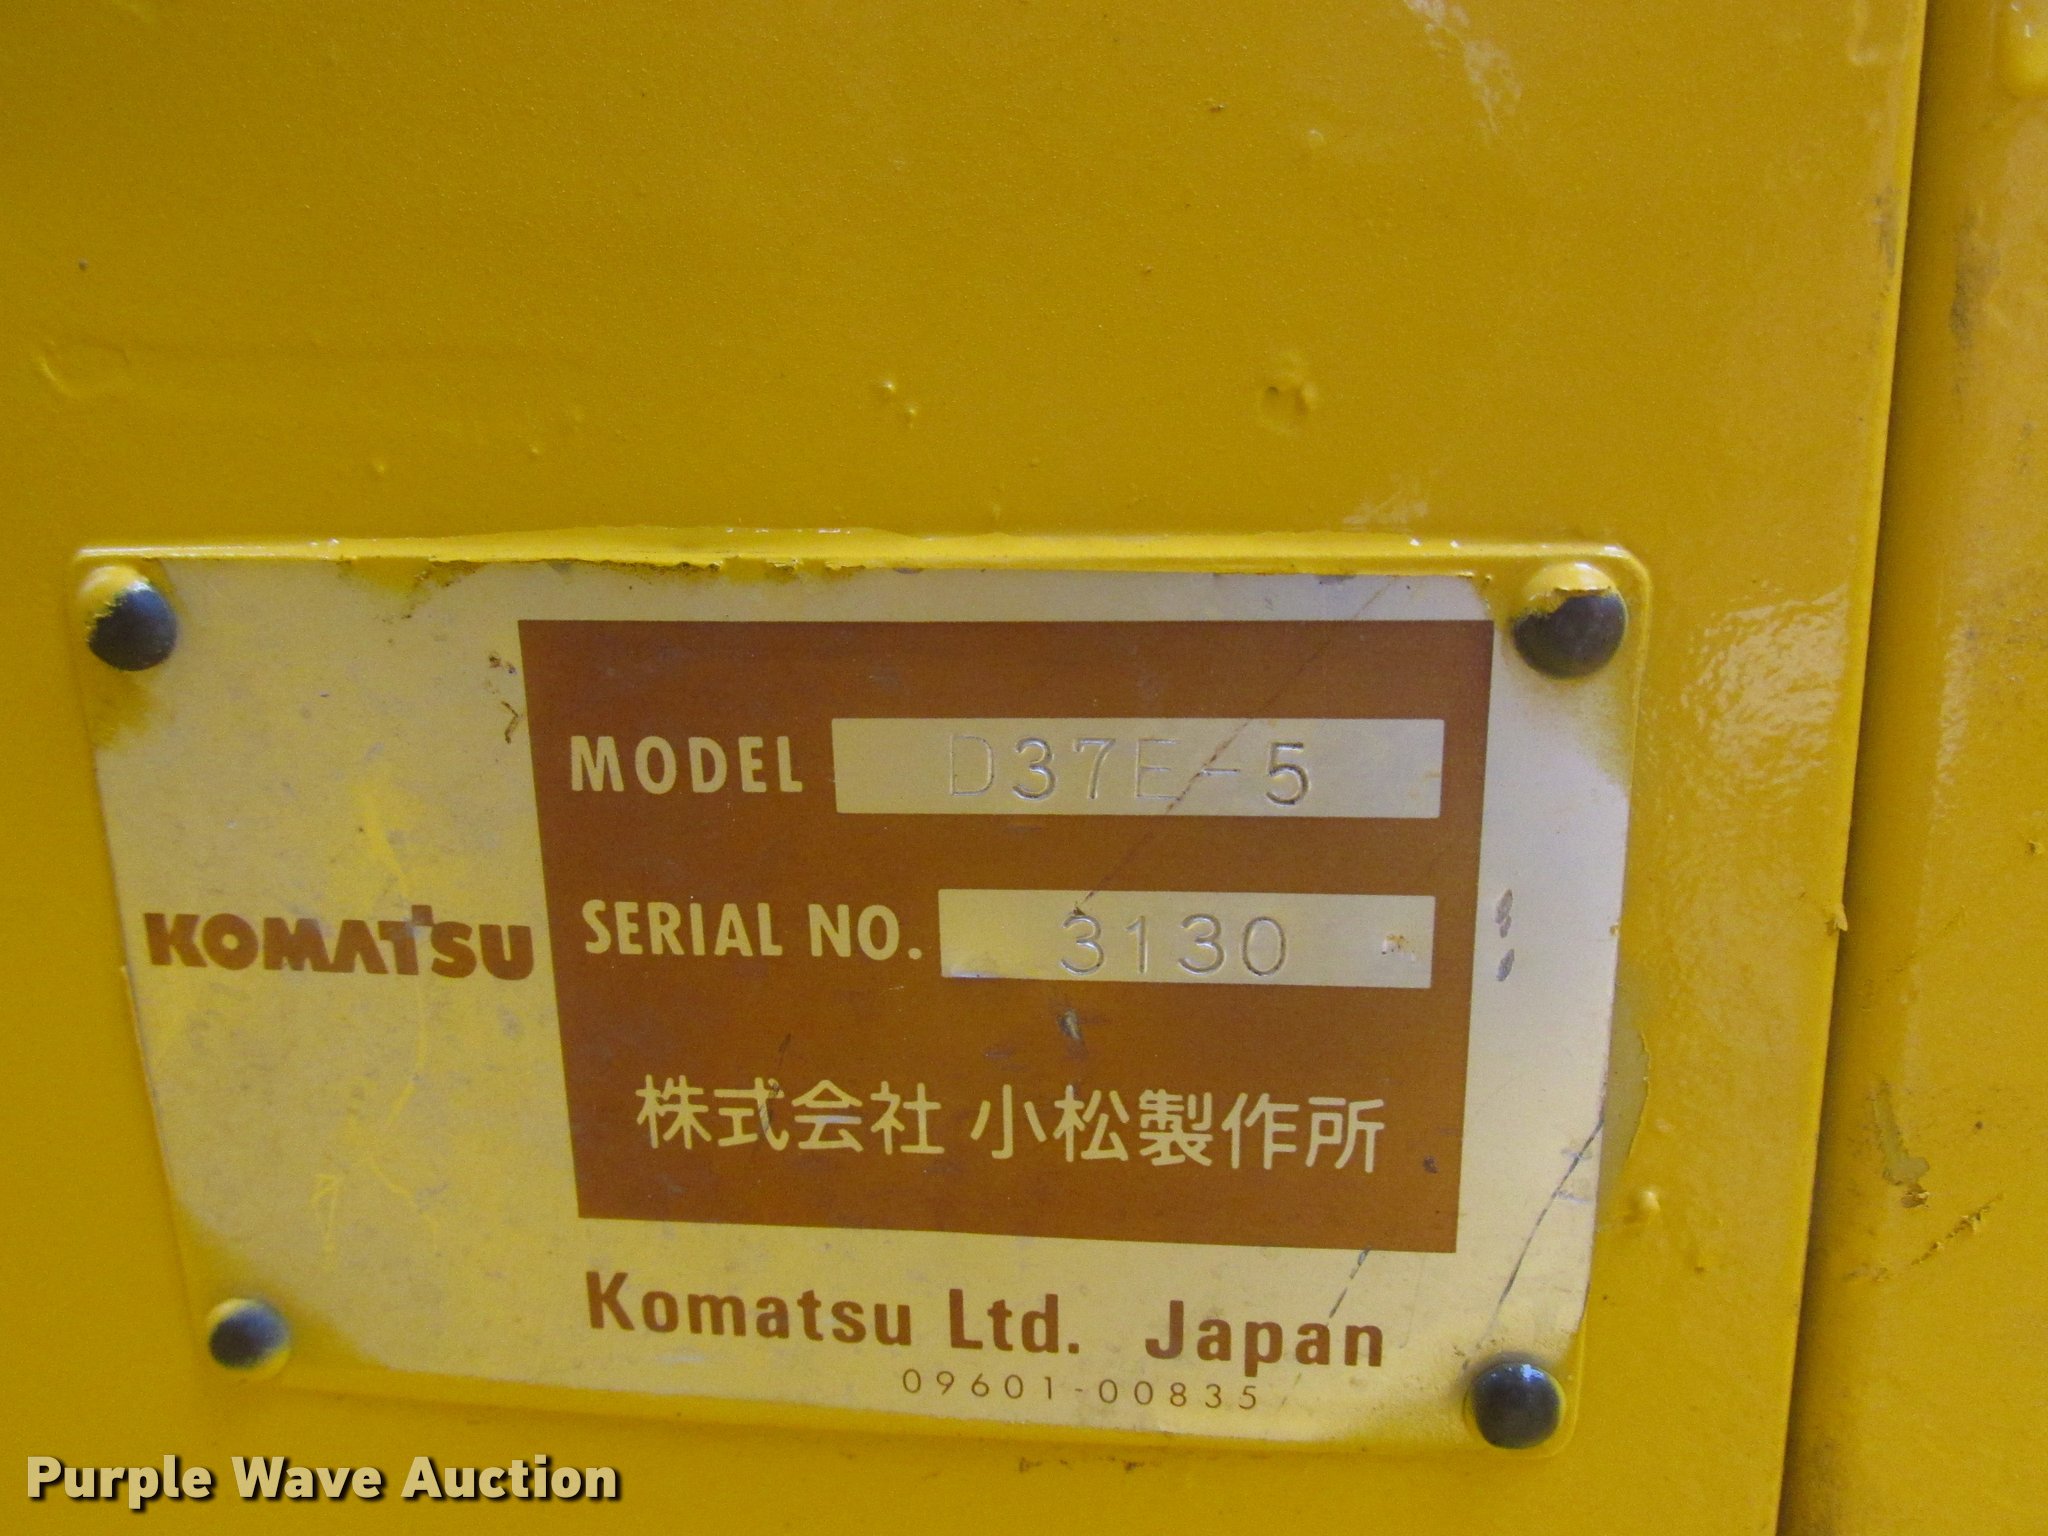 MODEL D37E-5
KOMATSU
SERIAL NO. 3130
株式会社 小松製作所
Komatsu Ltd. Japan
09601-00835
Purple Wave Auction